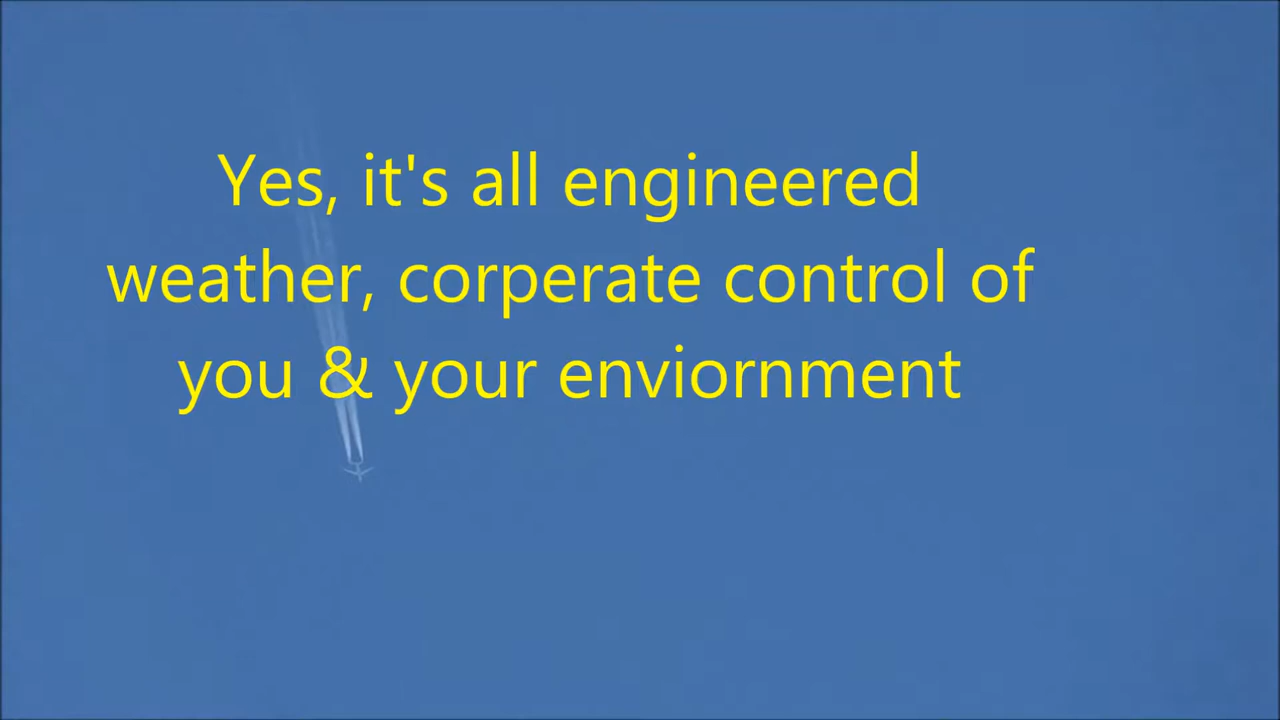 Yes, it's all engineered
weather, corperate control of
you & your enviornment